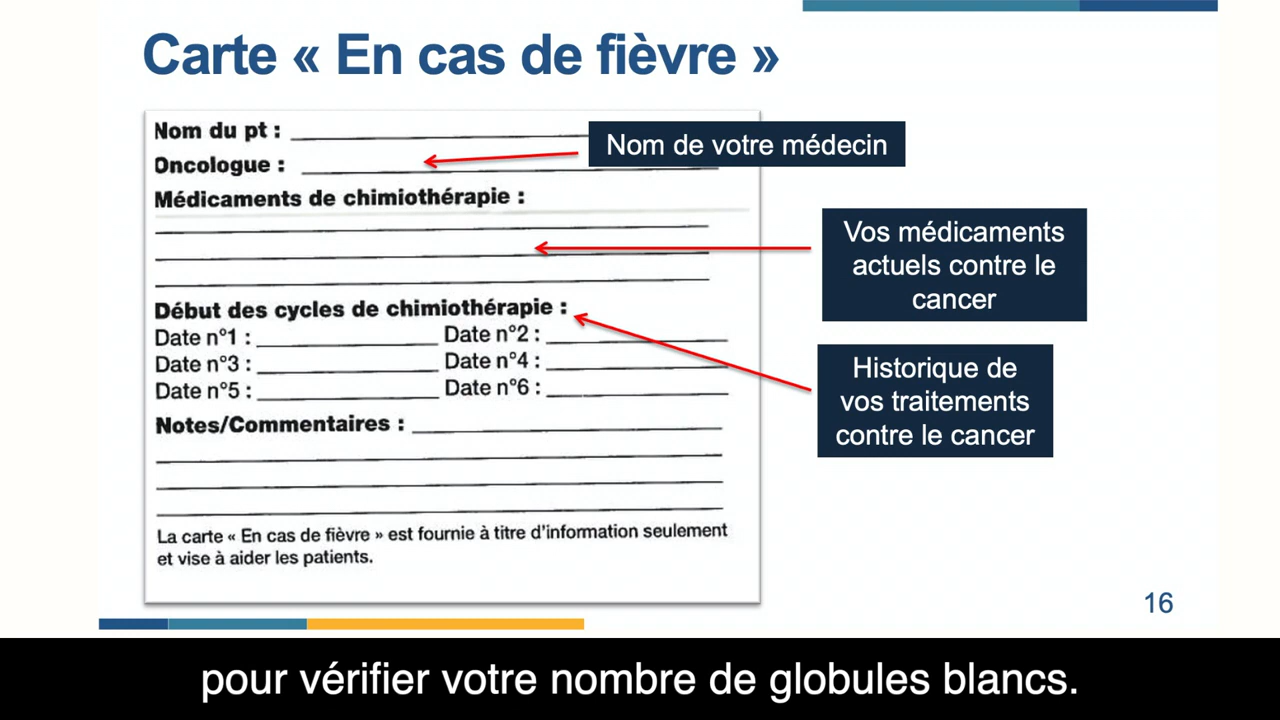 Carte « En cas de fièvre »
Nom du pt :
Nom de votre médecin
Oncologue :
Médicaments de chimiothérapie :
Vos médicaments
actuels contre le
cancer
Début des cycles de chimiothérapie :
Date n°1 : Date n°2 :
Date n°3 : Date n°4 :
Date n°5 : Date n°6 :
Historique de
vos traitements
contre le cancer
Notes/Commentaires :
La carte « En cas de fièvre » est fournie à titre d'information seulement
et vise à aider les patients.
16
pour vérifier votre nombre de globules blancs.